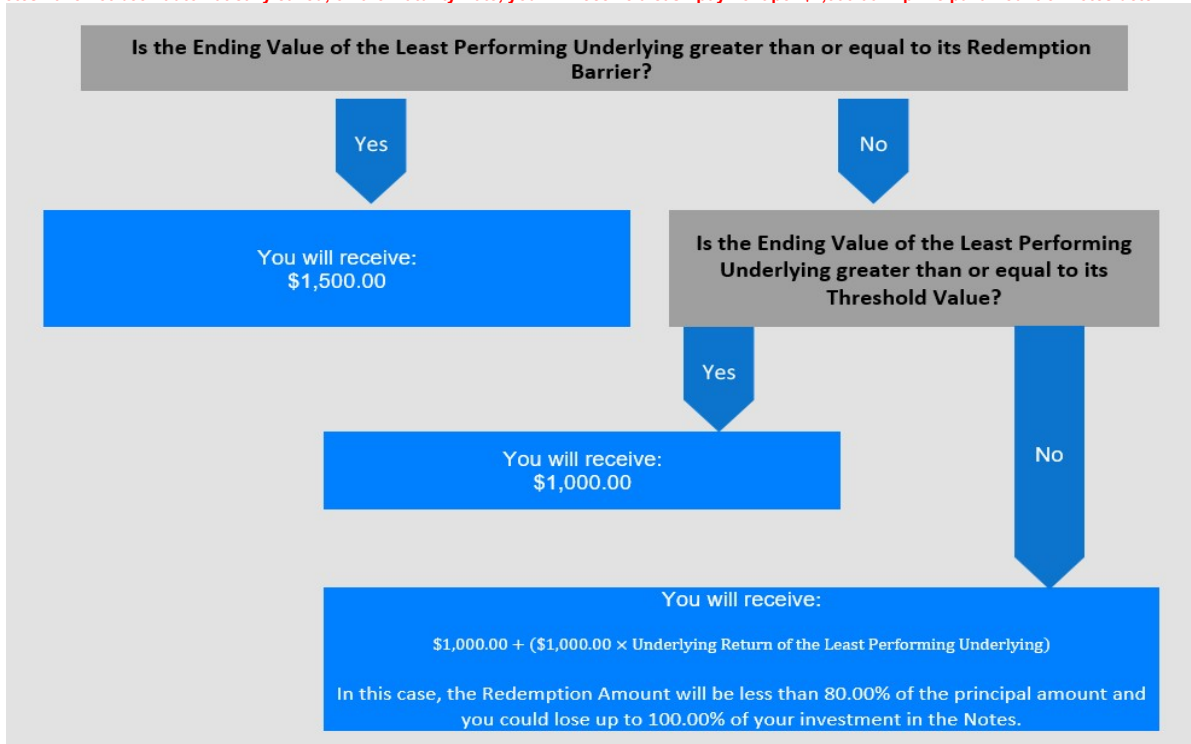 Is the Ending Value of the Least Performing Underlying greater than or equal to its Redemption
Barrier?
Yes
No
You will receive:
$1,500.00
Is the Ending Value of the Least Performing
Underlying greater than or equal to its
Threshold Value?
Yes
No
You will receive:
$1,000.00
You will receive:
$1,000.00 + ($1,000.00 × Underlying Return of the Least Performing Underlying)
In this case, the Redemption Amount will be less than 80.00% of the principal amount and
you could lose up to 100.00% of your investment in the Notes.